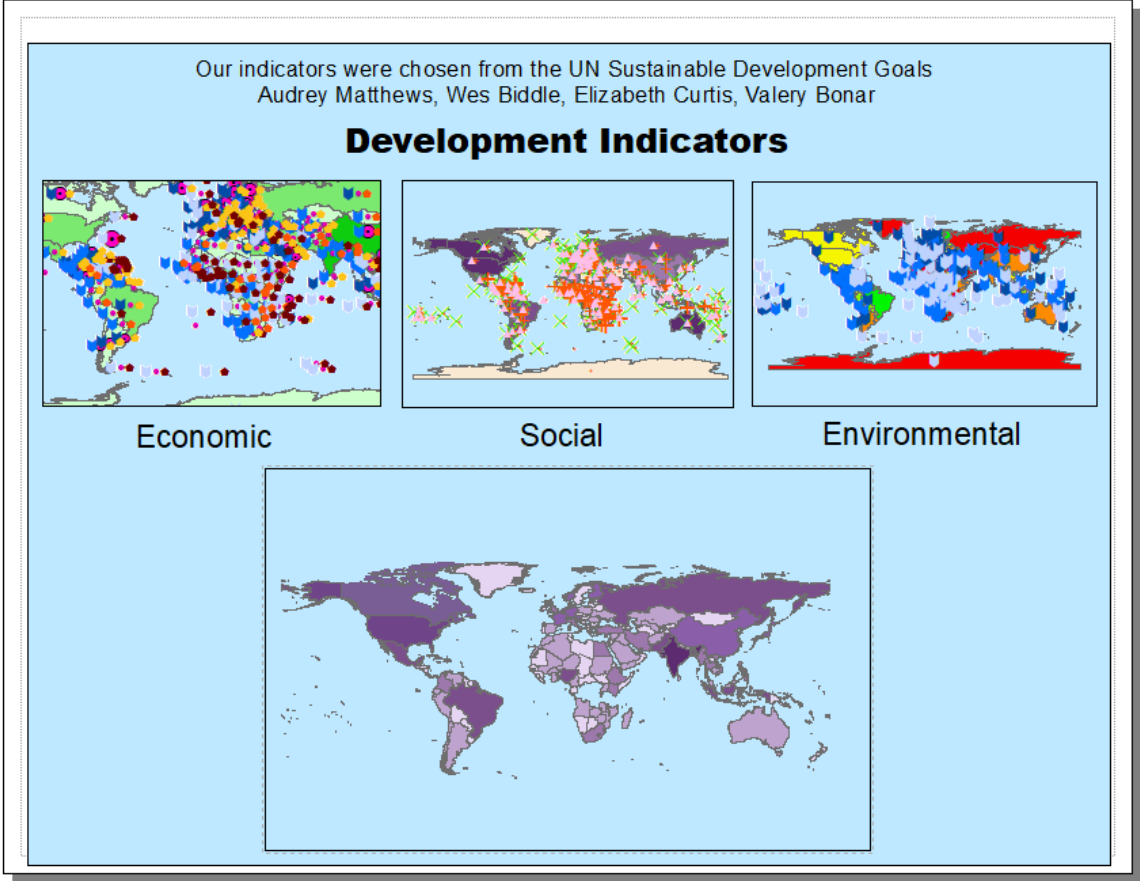 Our indicators were chosen from the UN Sustainable Development Goals
Audrey Matthews, Wes Biddle, Elizabeth Curtis, Valery Bonar
Development Indicators
Economic
Social
Environmental